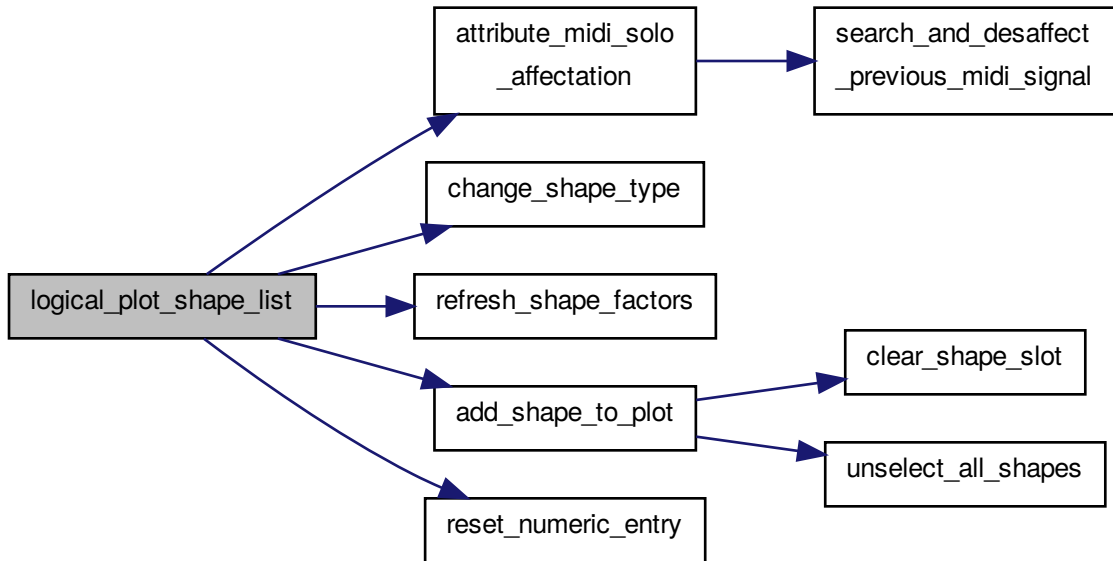 attribute_midi_solo
_affectation
search_and_desaffect
_previous_midi_signal
change_shape_type
logical_plot_shape_list
refresh_shape_factors
clear_shape_slot
add_shape_to_plot
unselect_all_shapes
reset_numeric_entry